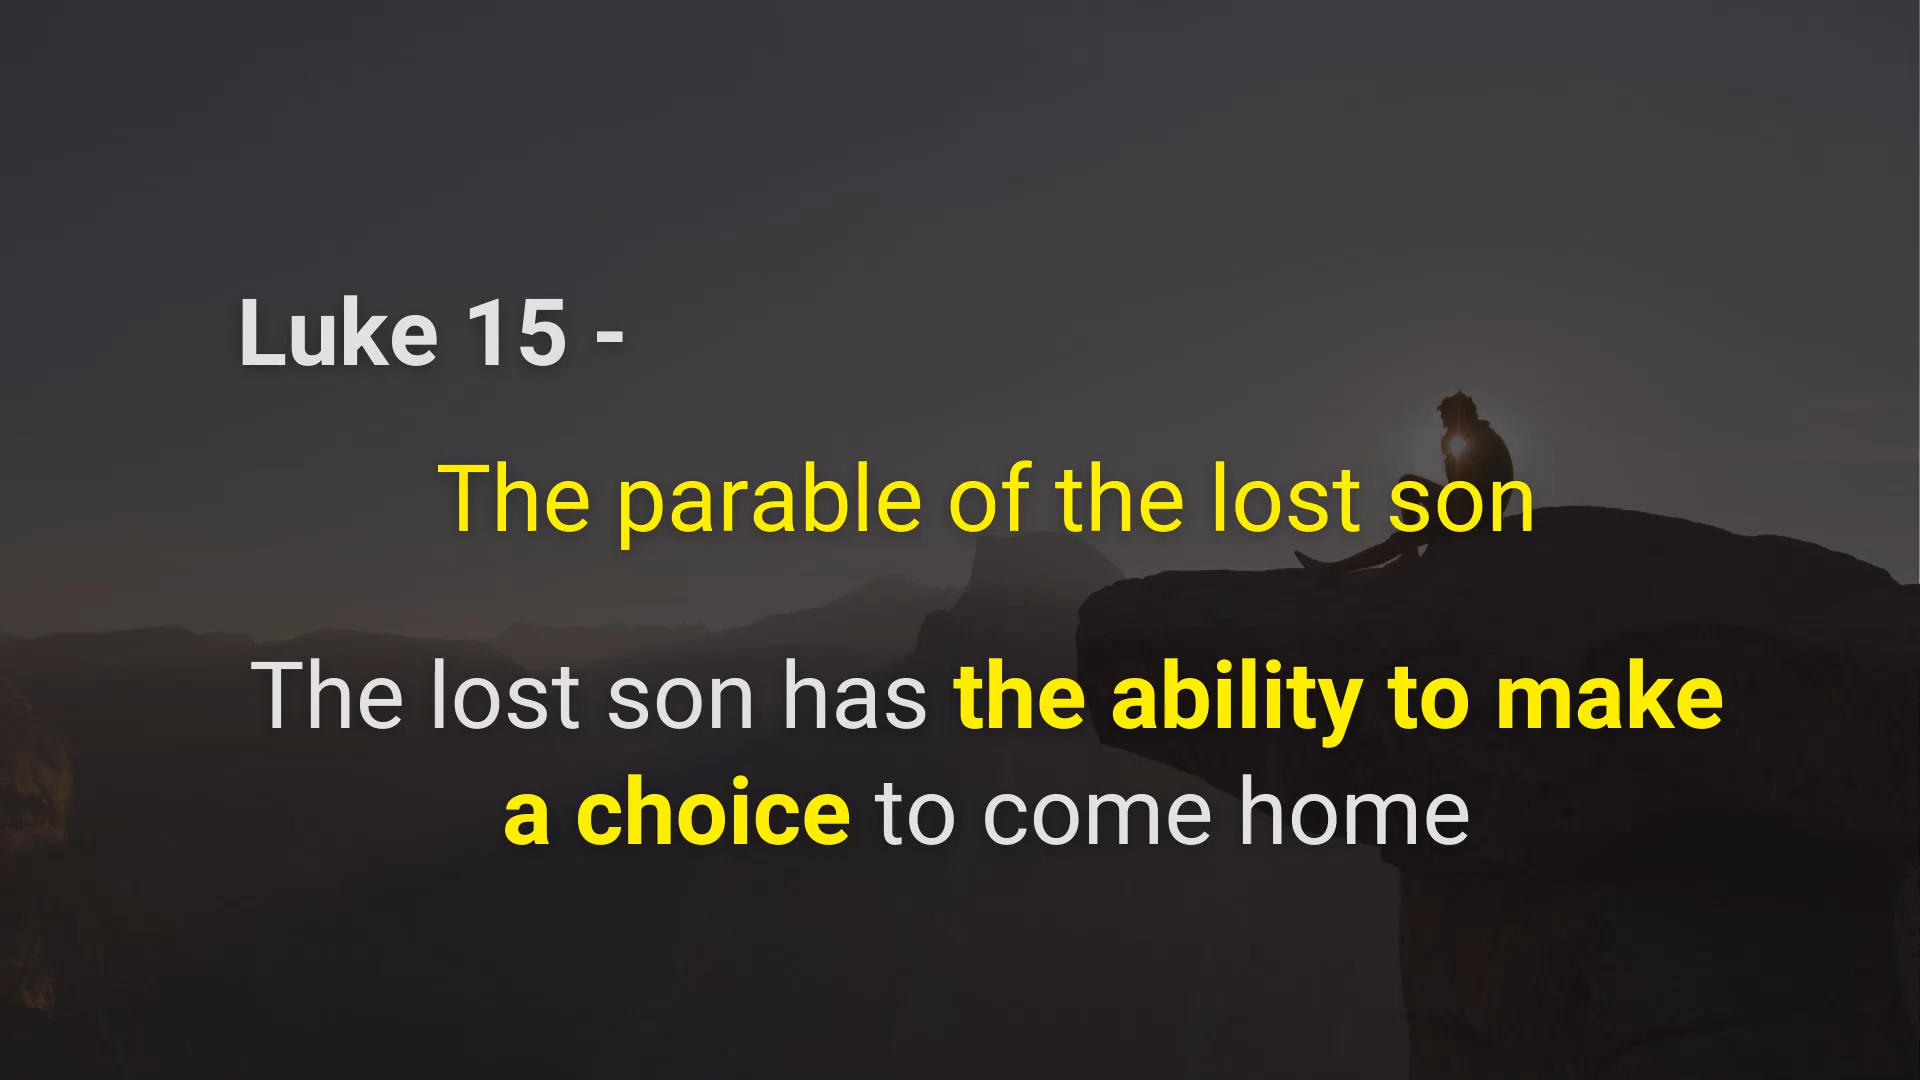 Luke 15 -
The parable of the lost son
The lost son has the ability to make
a choice to come home